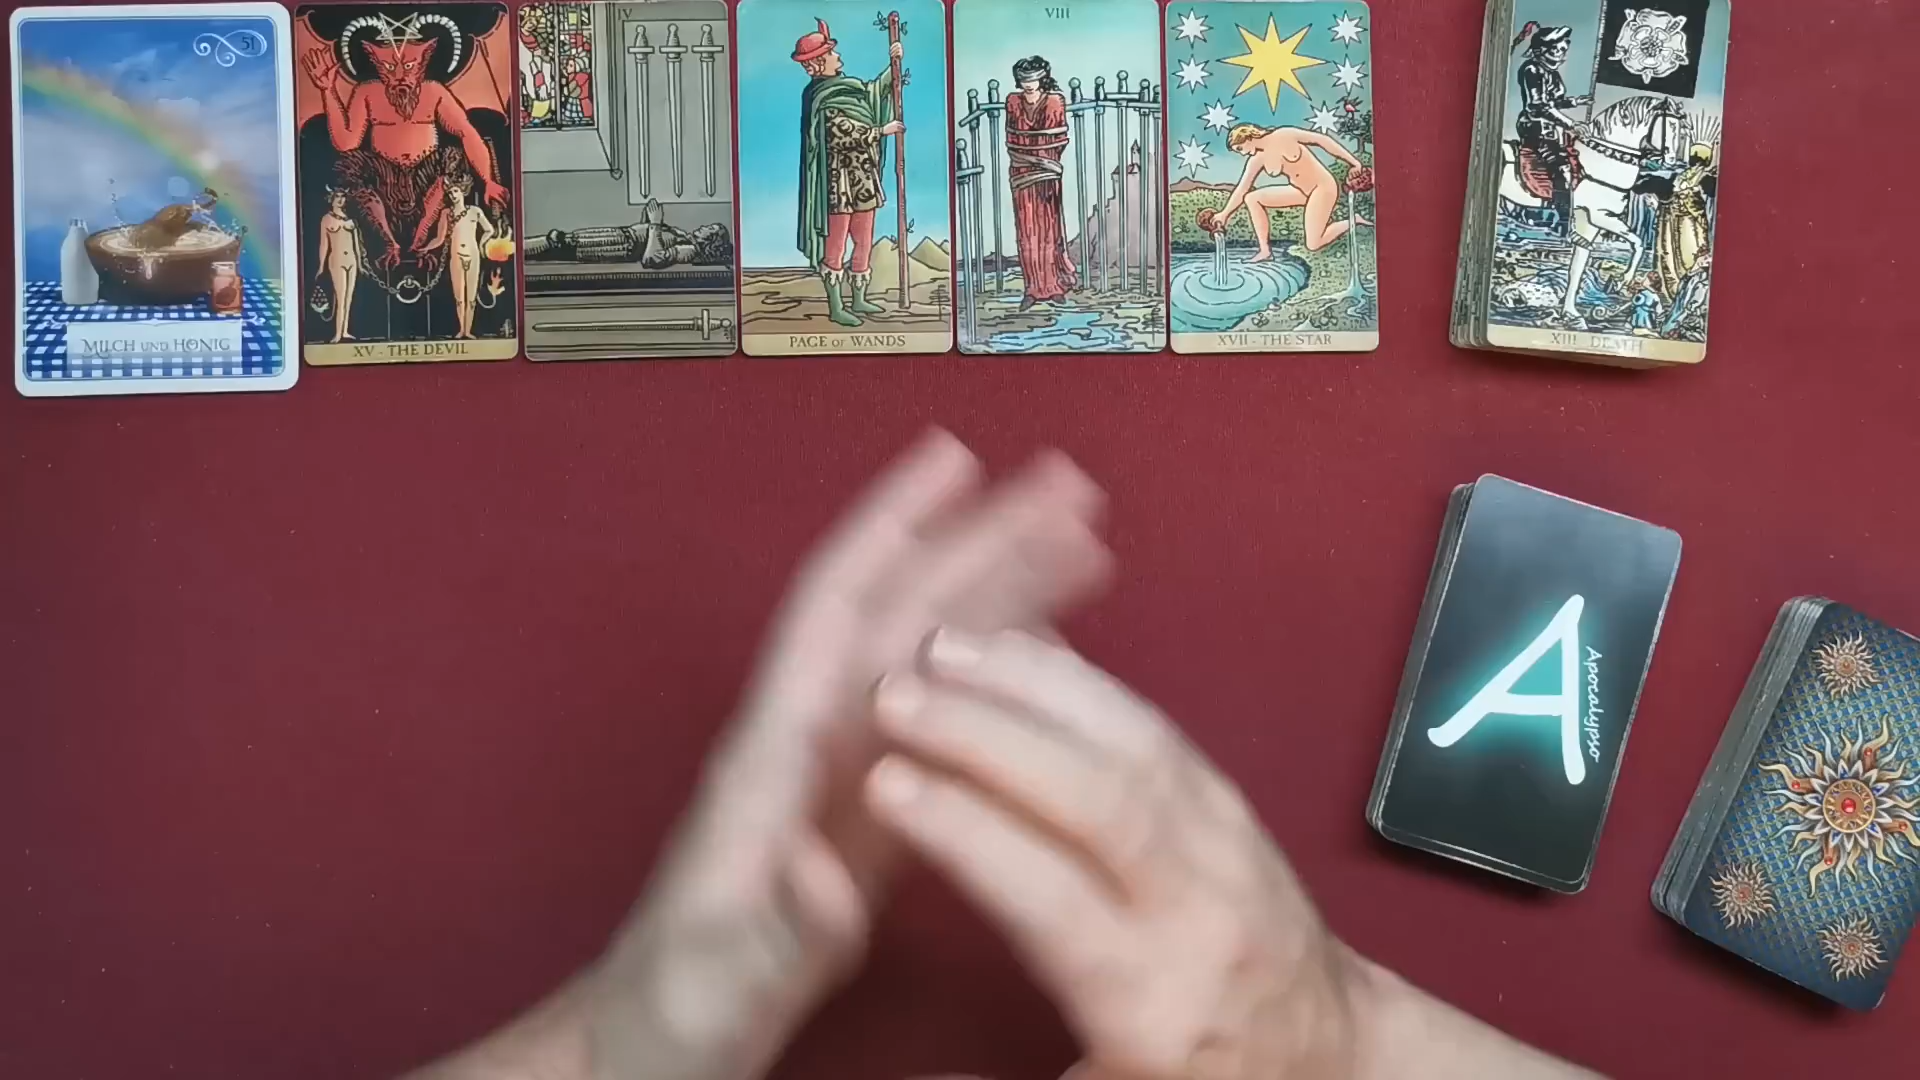 51
MILCH UND HONIG
XV - THE DEVIL
IV
PAGE OF WANDS
VIII
XVII - THE STAR
XIII DEATH
A
Apocalypso